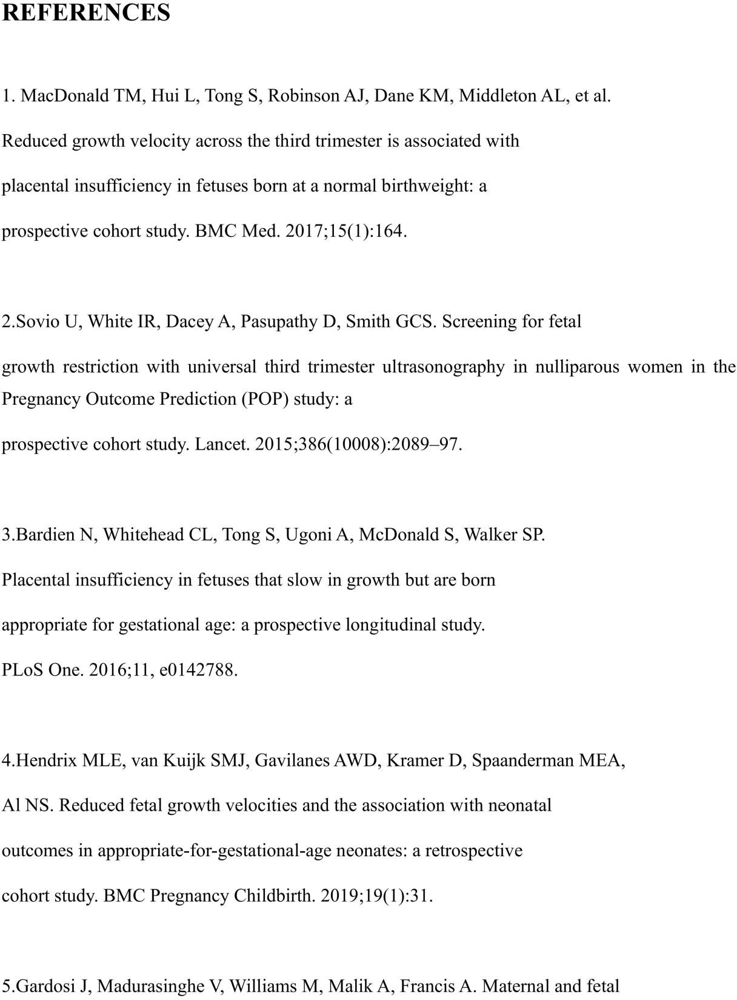 REFERENCES
1. MacDonald TM, Hui L, Tong S, Robinson AJ, Dane KM, Middleton AL, et al.
Reduced growth velocity across the third trimester is associated with
placental insufficiency in fetuses born at a normal birthweight: a
prospective cohort study. BMC Med. 2017;15(1):164.
2.Sovio U, White IR, Dacey A, Pasupathy D, Smith GCS. Screening for fetal
growth restriction with universal third trimester ultrasonography in nulliparous women in the
Pregnancy Outcome Prediction (POP) study: a
prospective cohort study. Lancet. 2015;386(10008):2089–97.
3.Bardien N, Whitehead CL, Tong S, Ugoni A, McDonald S, Walker SP.
Placental insufficiency in fetuses that slow in growth but are born
appropriate for gestational age: a prospective longitudinal study.
PLoS One. 2016;11, e0142788.
4.Hendrix MLE, van Kuijk SMJ, Gavilanes AWD, Kramer D, Spaanderman MEA,
Al NS. Reduced fetal growth velocities and the association with neonatal
outcomes in appropriate-for-gestational-age neonates: a retrospective
cohort study. BMC Pregnancy Childbirth. 2019;19(1):31.
5.Gardosi J, Madurasinghe V, Williams M, Malik A, Francis A. Maternal and fetal